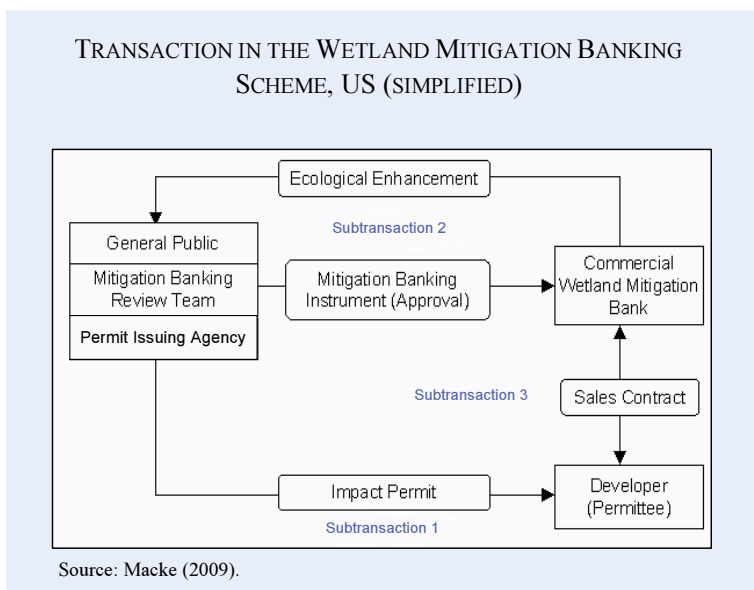 TRANSACTION IN THE WETLAND MITIGATION BANKING
SCHEME, US (SIMPLIFIED)
Ecological Enhancement
Subtransaction 2
General Public
Mitigation Banking
Review Team
Permit Issuing Agency
Mitigation Banking
Instrument (Approval)
Commercial
Wetland Mitigation
Bank
Subtransaction 3
Sales Contract
Impact Permit
Subtransaction 1
Developer
(Permittee)
Source: Macke (2009).